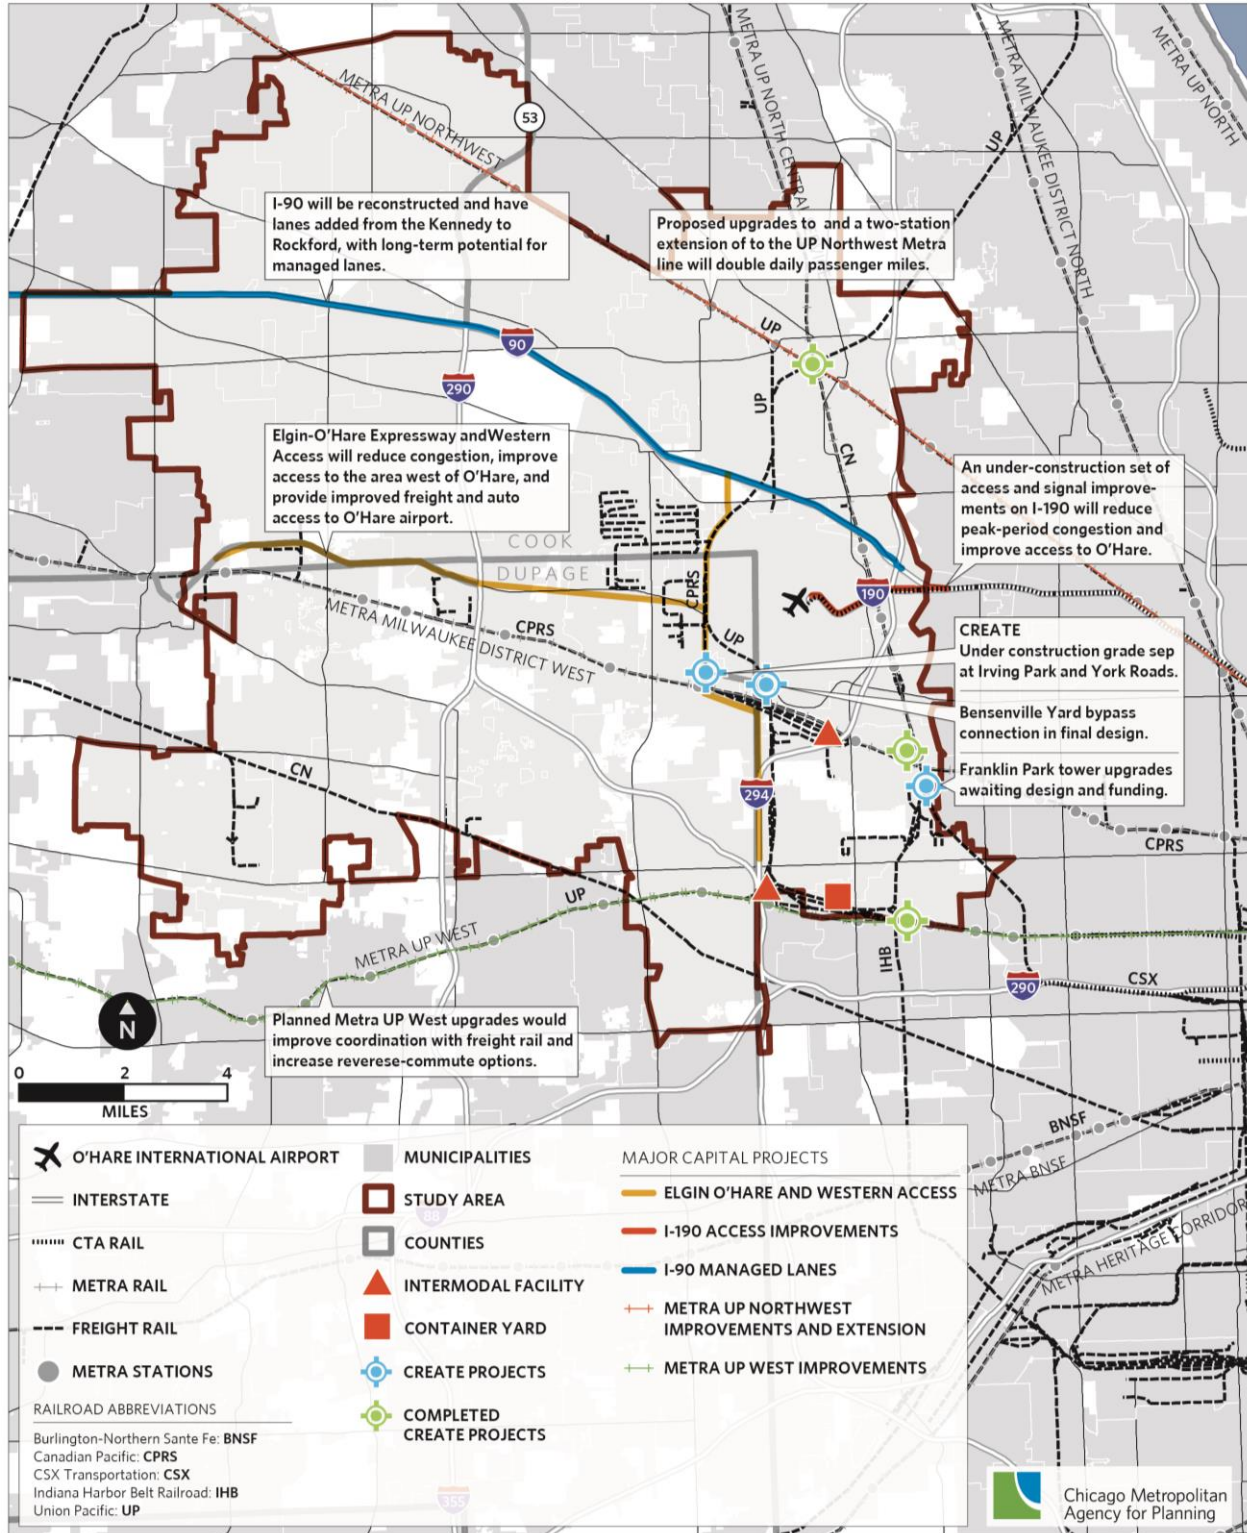 METRA UP NORTHWEST
53
METRA UP NORTH CENTRAL
UP
METRA MILWAUKEE DISTRICT NORTH
METRA UP NORTH
I-90 will be reconstructed and have
lanes added from the Kennedy to
Rockford, with long-term potential for
managed lanes.
Proposed upgrades to and a two-station
extension of to the UP Northwest Metra
line will double daily passenger miles.
UP
90
290
UP
CN
Elgin-O'Hare Expressway andWestern
Access will reduce congestion, improve
access to the area west of O'Hare, and
provide improved freight and auto
access to O'Hare airport.
An under-construction set of
access and signal improve-
ments on I-190 will reduce
peak-period congestion and
improve access to O'Hare.
COOK
DUPAGE
CPRS
190
METRA MILWAUKEE DISTRICT WEST
CPRS
UP
CREATE
Under construction grade sep
at Irving Park and York Roads.
Bensenville Yard bypass
connection in final design.
Franklin Park tower upgrades
awaiting design and funding.
CN
294
CPRS
UP
METRA UP WEST
IHB
290
CSX
N
Planned Metra UP West upgrades would
improve coordination with freight rail and
increase reverese-commute options.
0 2 4
MILES
BNSF
METRA BNSF
METRA HERITAGE CORRIDOR
O'HARE INTERNATIONAL AIRPORT
INTERSTATE
CTA RAIL
METRA RAIL
FREIGHT RAIL
METRA STATIONS
RAILROAD ABBREVIATIONS
Burlington-Northern Sante Fe: BNSF
Canadian Pacific: CPRS
CSX Transportation: CSX
Indiana Harbor Belt Railroad: IHB
Union Pacific: UP
MUNICIPALITIES
STUDY AREA
88
COUNTIES
INTERMODAL FACILITY
CONTAINER YARD
CREATE PROJECTS
COMPLETED
CREATE PROJECTS
355
MAJOR CAPITAL PROJECTS
ELGIN O'HARE AND WESTERN ACCESS
I-190 ACCESS IMPROVEMENTS
I-90 MANAGED LANES
METRA UP NORTHWEST
IMPROVEMENTS AND EXTENSION
METRA UP WEST IMPROVEMENTS
Chicago Metropolitan
Agency for Planning